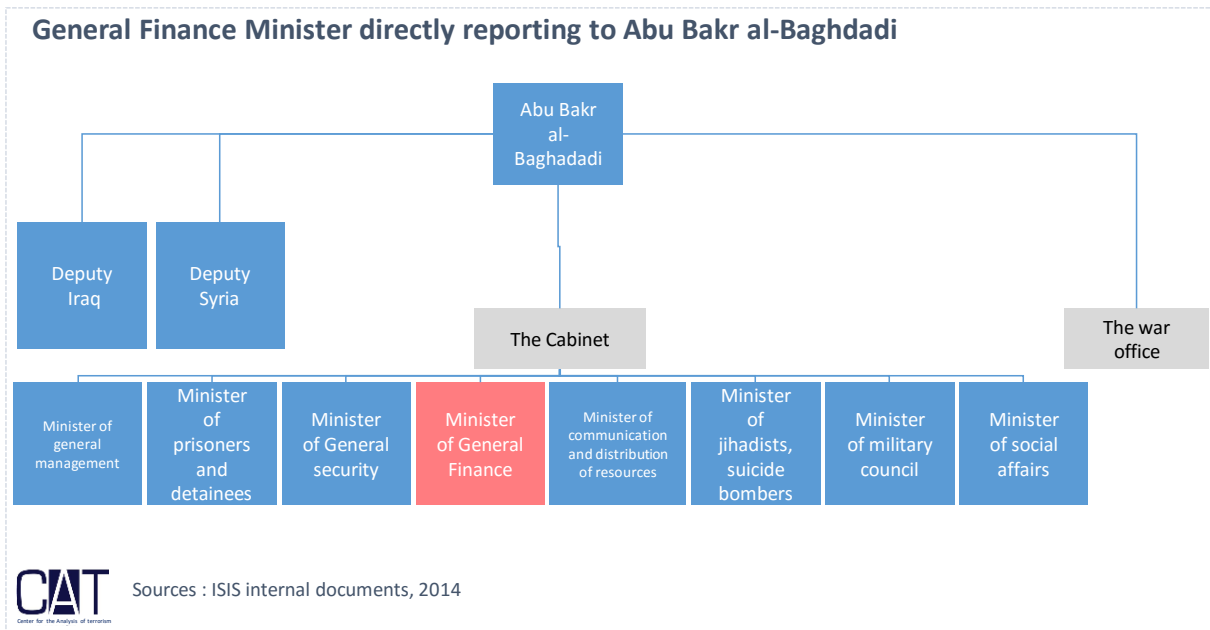 General Finance Minister directly reporting to Abu Bakr al-Baghdadi
Abu Bakr
al-
Baghadadi
Deputy
Iraq
Deputy
Syria
The Cabinet
The war
office
Minister of
general
management
Minister
of
prisoners
and
detainees
Minister
of General
security
Minister
of General
Finance
Minister of
communication
and distribution
of resources
Minister
of
jihadists,
suicide
bombers
Minister
of military
council
Minister
of social
affairs
CAT
Center for the Analysis of terrorism
Sources : ISIS internal documents, 2014